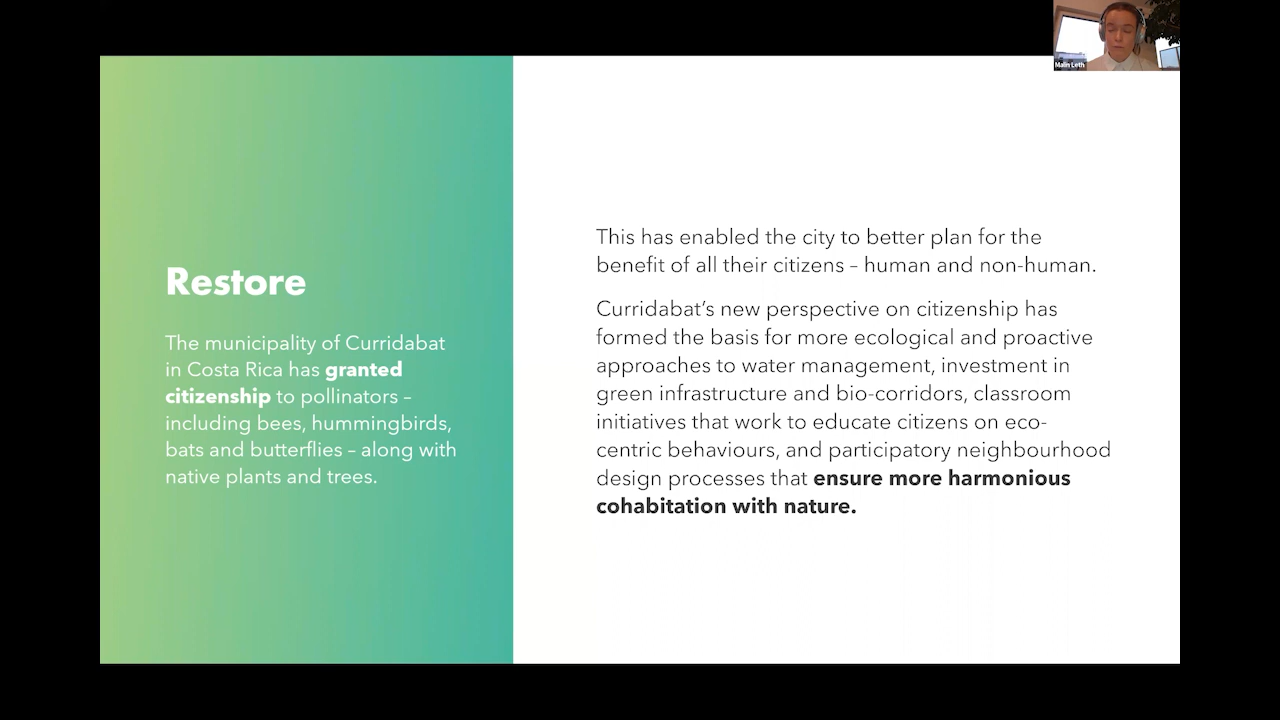 Malin Leth
Restore
The municipality of Curridabat
in Costa Rica has granted
citizenship to pollinators –
including bees, hummingbirds,
bats and butterflies – along with
native plants and trees.
This has enabled the city to better plan for the
benefit of all their citizens – human and non-human.
Curridabat’s new perspective on citizenship has
formed the basis for more ecological and proactive
approaches to water management, investment in
green infrastructure and bio-corridors, classroom
initiatives that work to educate citizens on eco-
centric behaviours, and participatory neighbourhood
design processes that ensure more harmonious
cohabitation with nature.